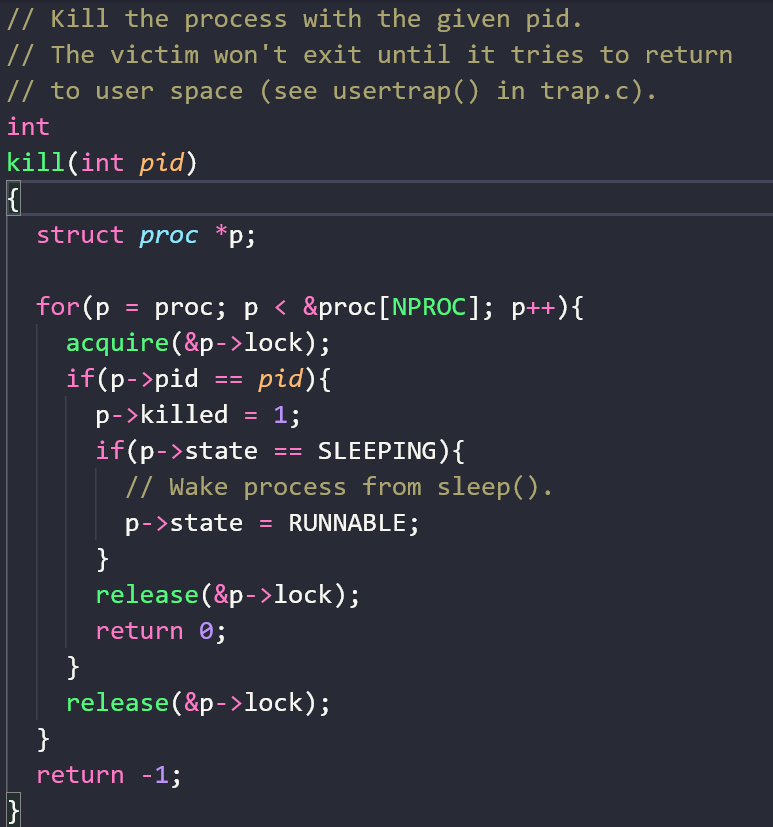 // Kill the process with the given pid.
// The victim won't exit until it tries to return
// to user space (see usertrap() in trap.c).
int
kill(int pid)
{
  struct proc *p;

  for(p = proc; p < &proc[NPROC]; p++){
    acquire(&p->lock);
    if(p->pid == pid){
      p->killed = 1;
      if(p->state == SLEEPING){
        // Wake process from sleep().
        p->state = RUNNABLE;
      }
      release(&p->lock);
      return 0;
    }
    release(&p->lock);
  }
  return -1;
}